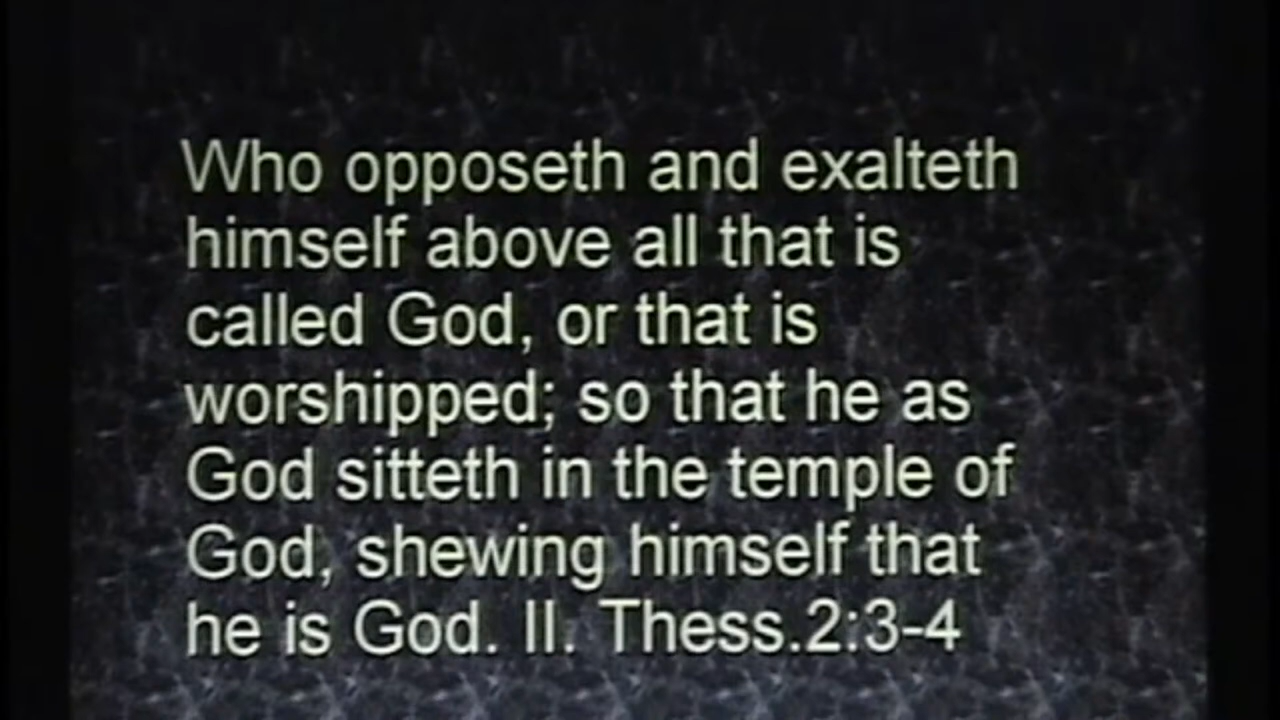 Who opposeth and exalteth
himself above all that is
called God, or that is
worshipped; so that he as
God sitteth in the temple of
God, shewing himself that
he is God. II. Thess.2:3-4